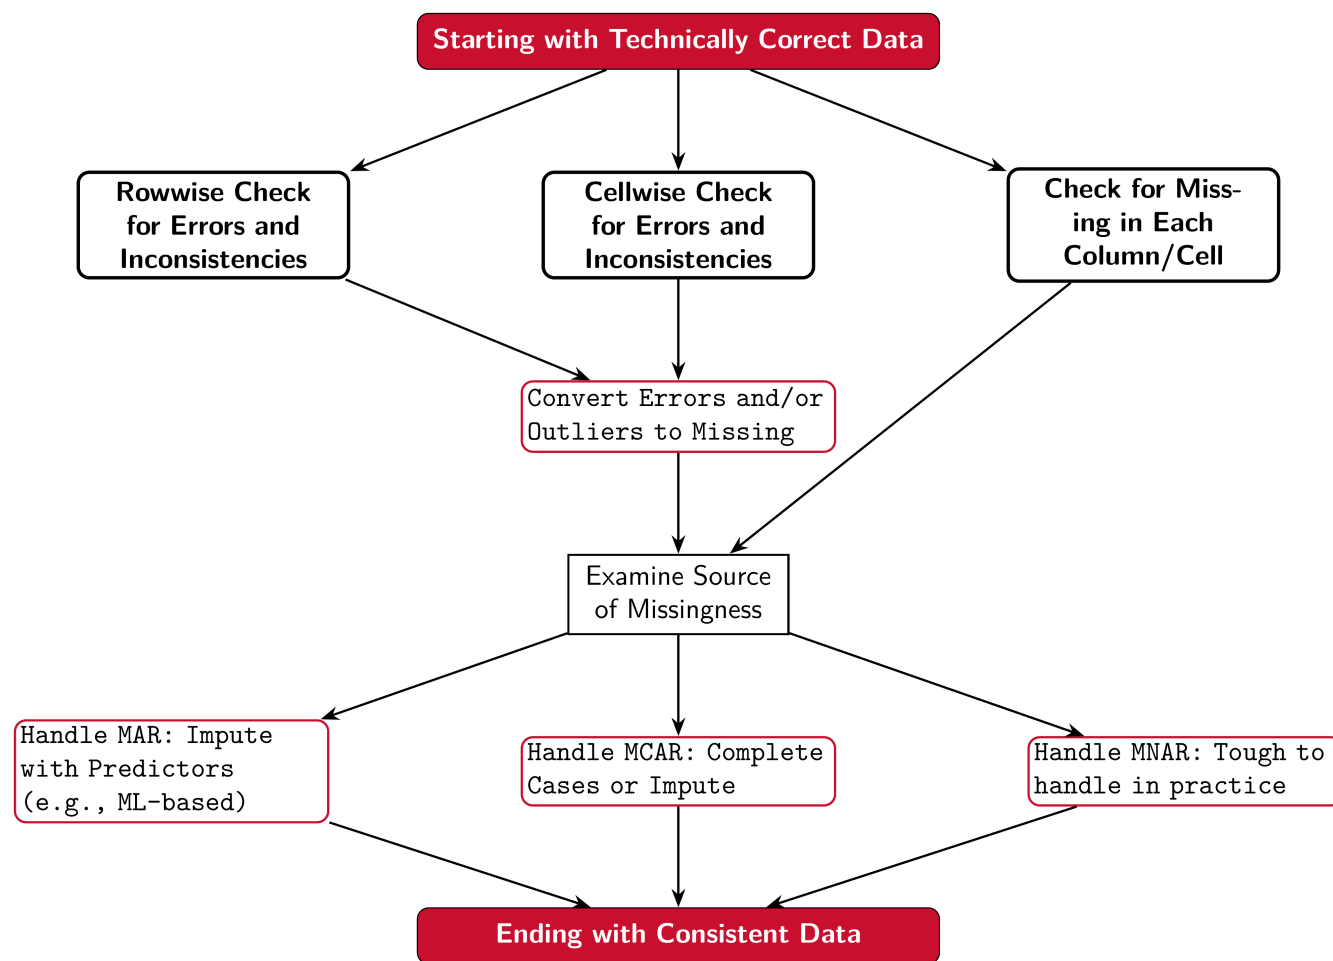 Starting with Technically Correct Data
Rowwise Check
for Errors and
Inconsistencies
Cellwise Check
for Errors and
Inconsistencies
Check for Miss-
ing in Each
Column/Cell
Convert Errors and/or
Outliers to Missing
Examine Source
of Missingness
Handle MAR: Impute
with Predictors
(e.g., ML-based)
Handle MCAR: Complete
Cases or Impute
Handle MNAR: Tough to
handle in practice
Ending with Consistent Data